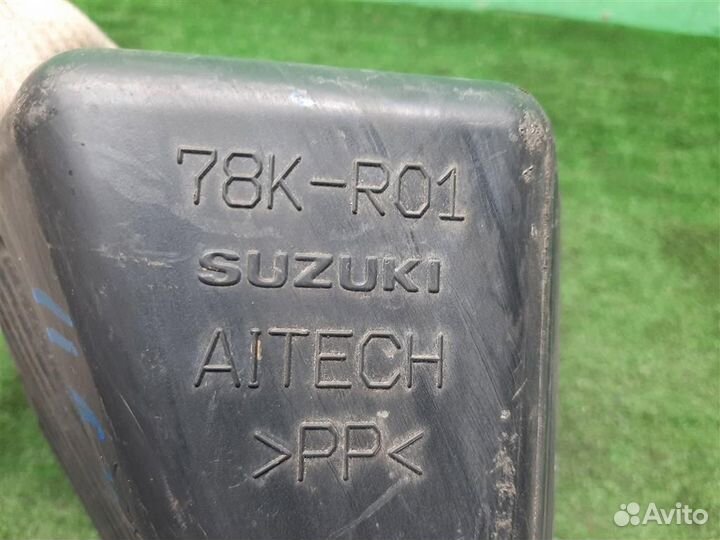 78K-R01
SUZUKI
AITECH
>PP<
Avito